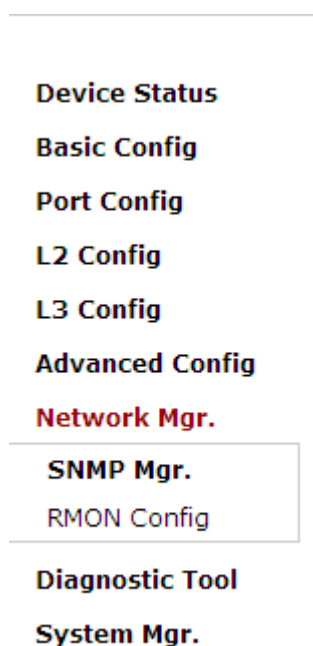 Device Status
Basic Config
Port Config
L2 Config
L3 Config
Advanced Config
Network Mgr.
SNMP Mgr.
RMON Config
Diagnostic Tool
System Mgr.